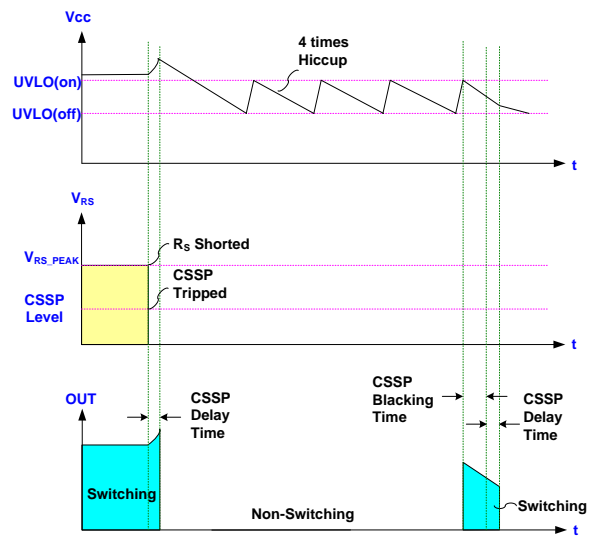 Vcc
4 times
Hiccup
UVLO(on)
UVLO(off)
t
VRS
RS Shorted
VRS_PEAK
CSSP
Tripped
CSSP
Level
t
OUT
CSSP
Delay
Time
CSSP
Blacking
Time
CSSP
Delay
Time
Switching
Non-Switching
Switching
t